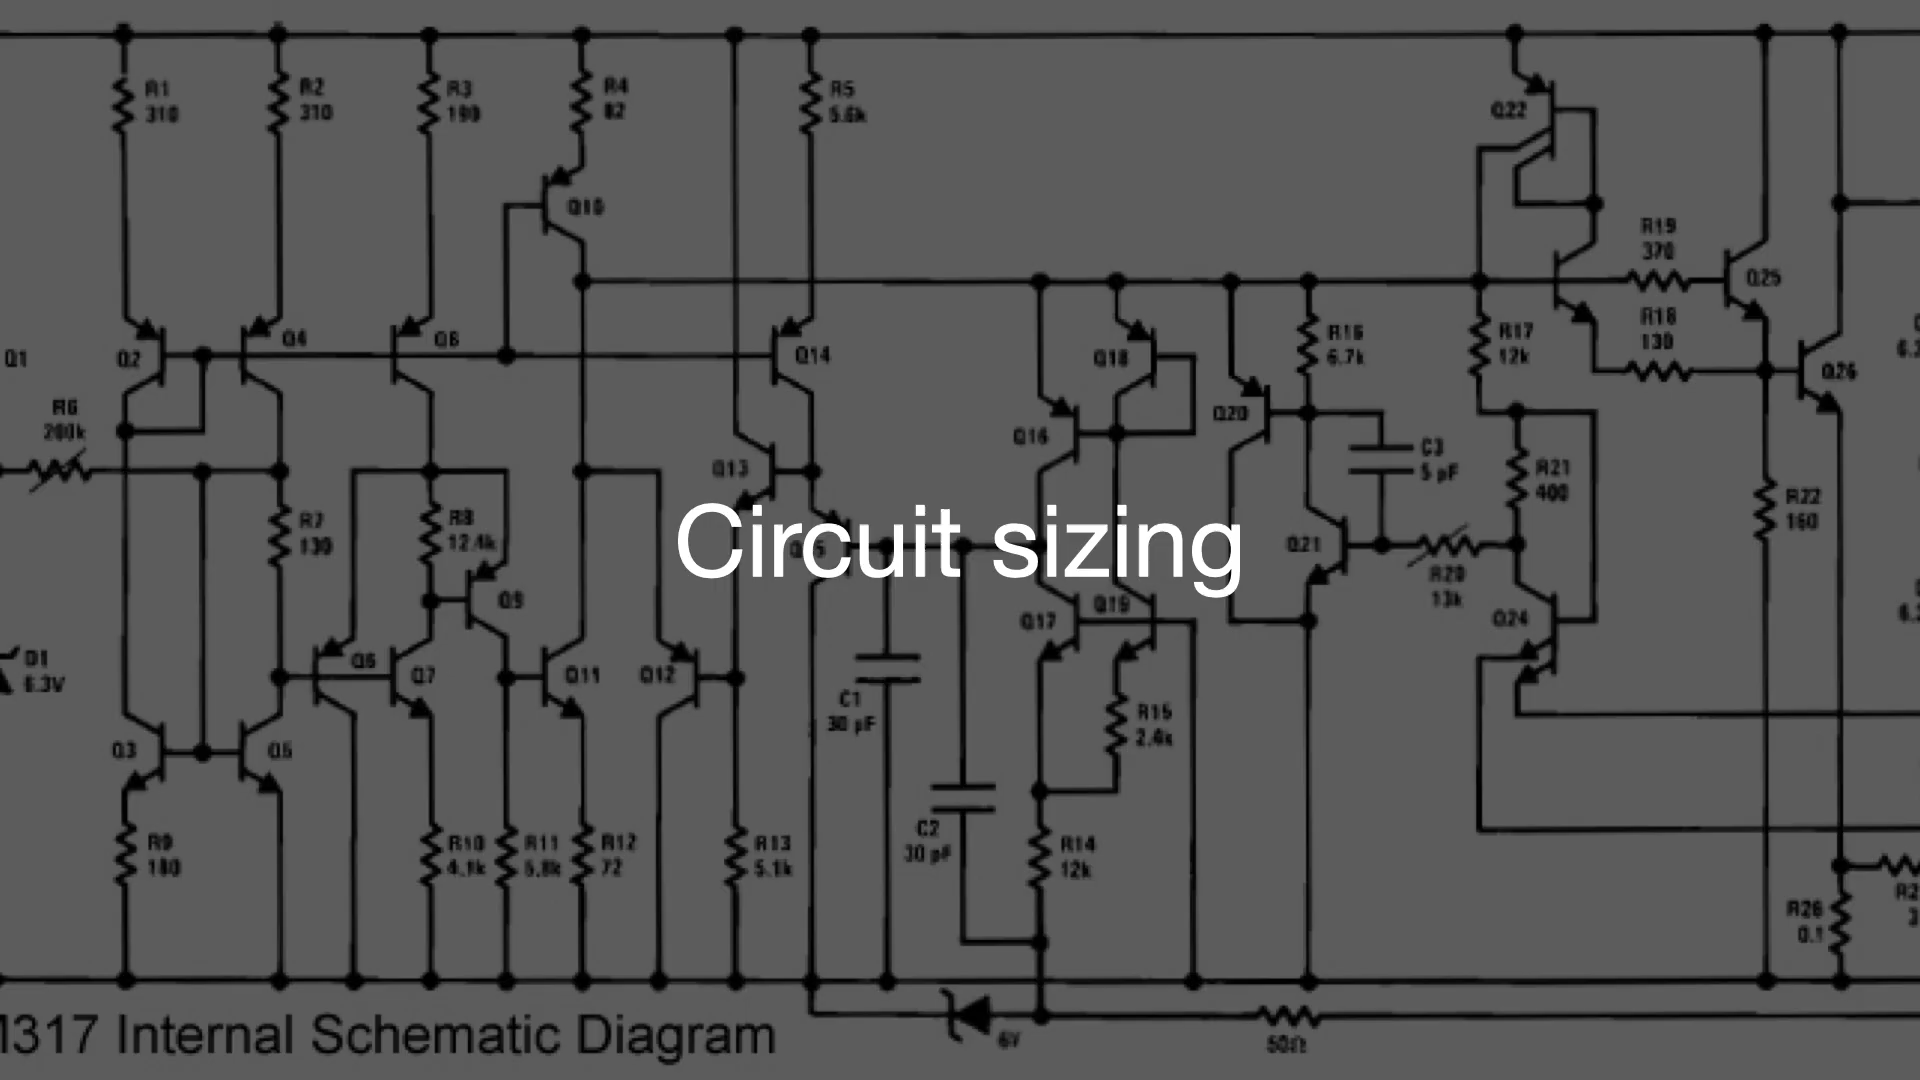 Circuit sizing
R1
310
R2
310
R3
190
R4
82
R5
5.6k
Q22
Q10
R19
370
Q25
R18
130
Q1
Q2
Q4
Q6
Q14
Q18
R16
6.7k
R17
12k
Q26
R6
200k
Q16
Q20
C3
5 pF
Q13
R21
400
R7
130
R8
12.4k
R22
160
Q21
R20
13k
Q9
Q17
Q19
Q24
D1
6.3V
Q6
Q7
Q11
Q12
C1
30 pF
R15
2.4k
Q3
Q5
C2
30 pF
R9
180
R10
4.1k
R11
5.8k
R12
72
R13
5.1k
R14
12k
R26
0.1
317 Internal Schematic Diagram
6V
50Ω